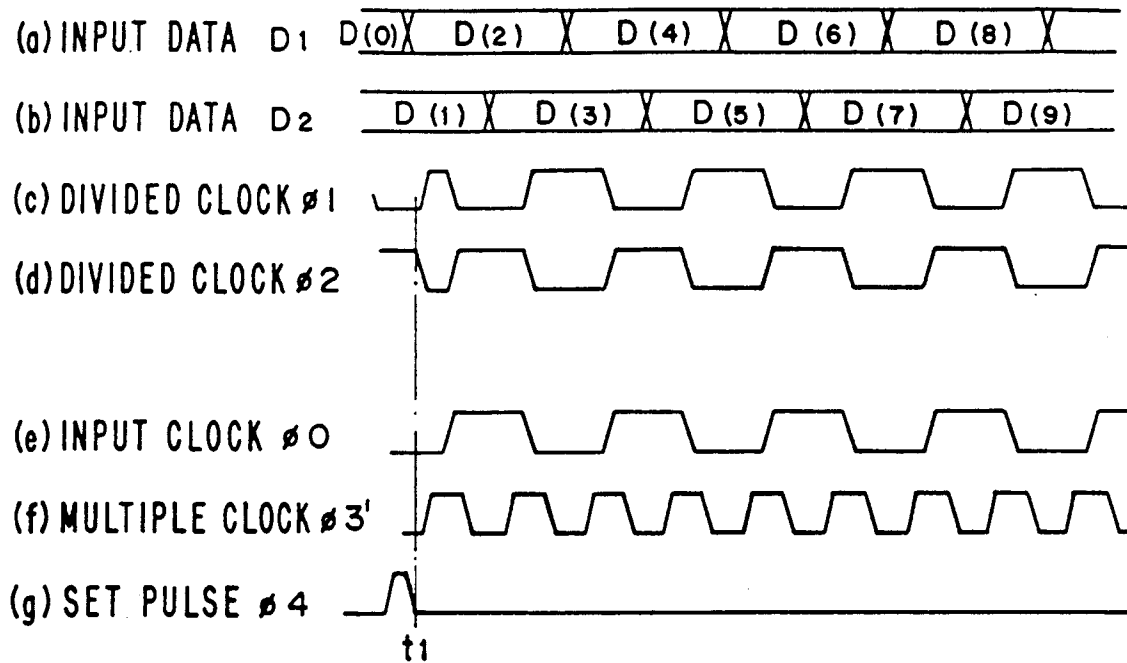 (a) INPUT DATA D1 D(0) D(2) D(4) D(6) D(8)
(b) INPUT DATA D2 D(1) D(3) D(5) D(7) D(9)
(c) DIVIDED CLOCK ø1
(d) DIVIDED CLOCK ø2
(e) INPUT CLOCK ø0
(f) MULTIPLE CLOCK ø3'
(g) SET PULSE ø4
t1